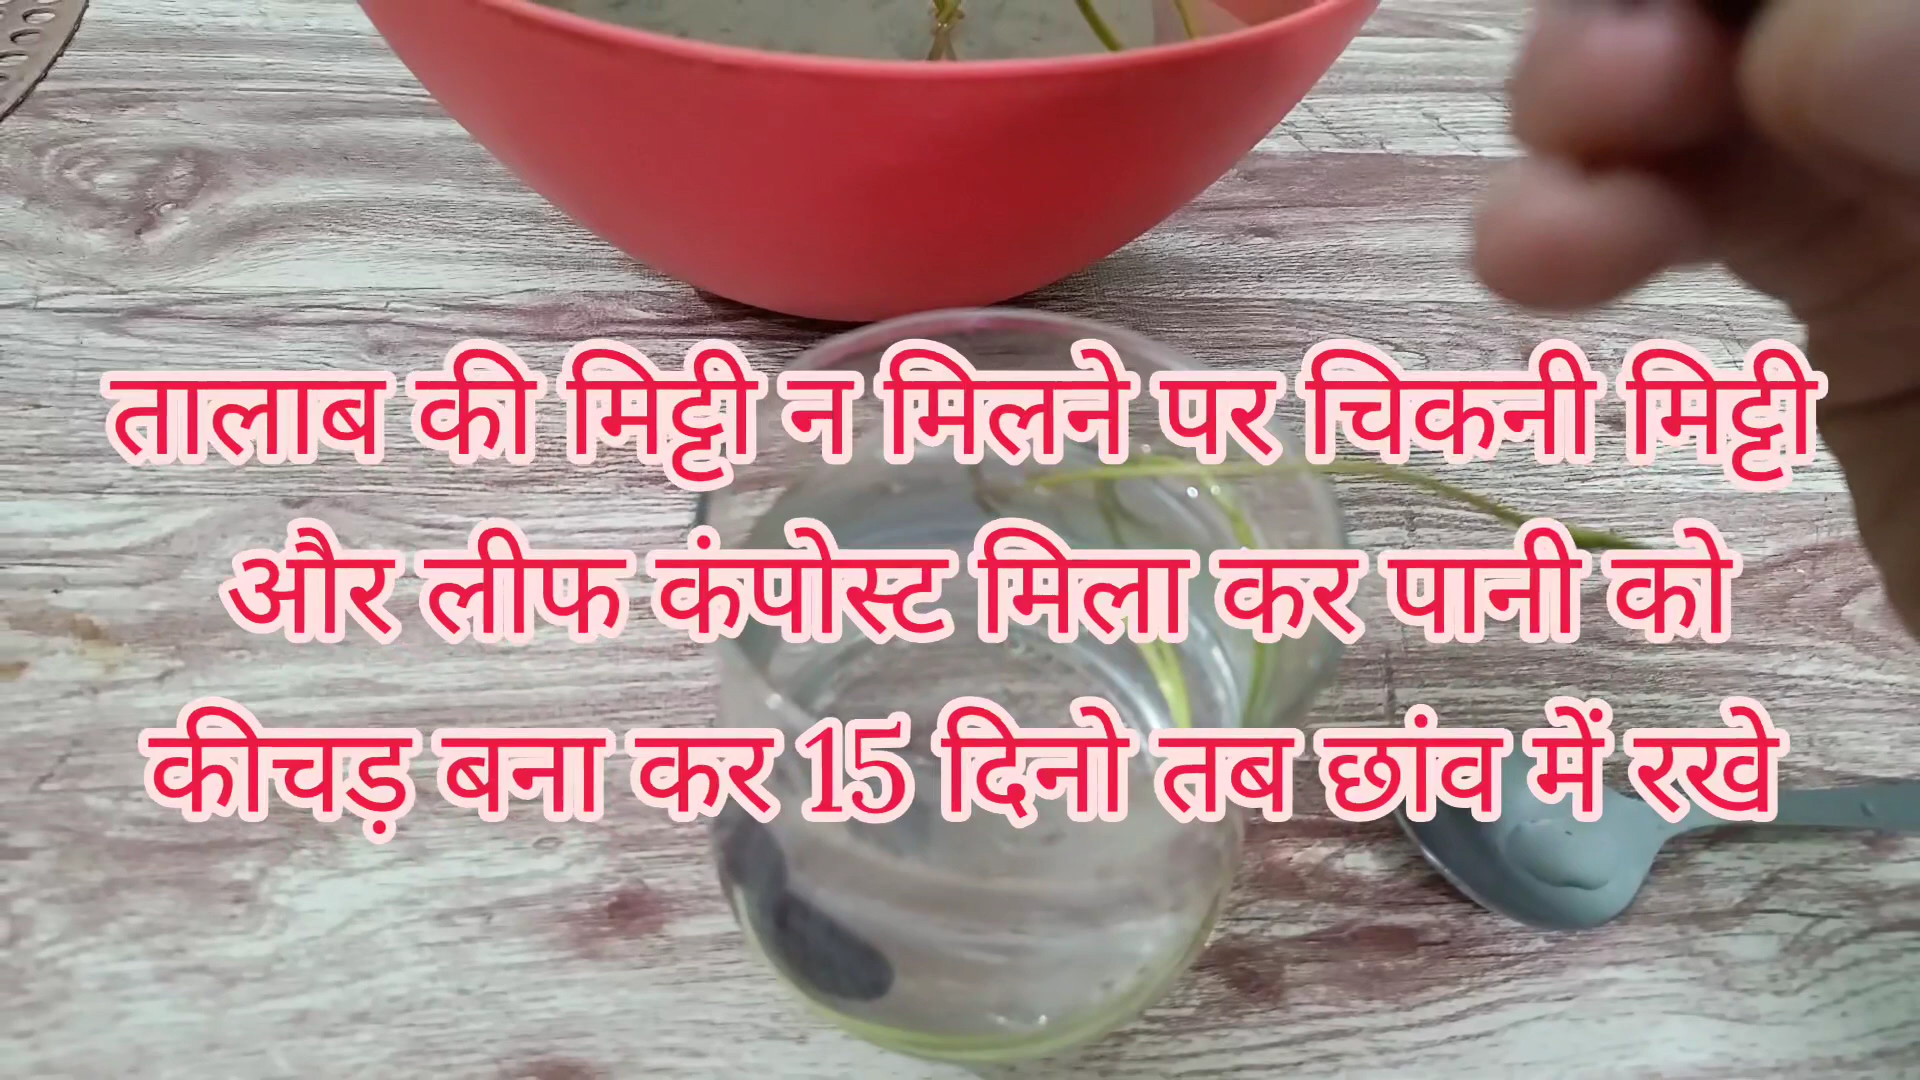 तालाब की मिट्टी न मिलने पर चिकनी मिट्टी
और लीफ कंपोस्ट मिला कर पानी को
कीचड़ बना कर 15 दिनो तब छांव में रखे